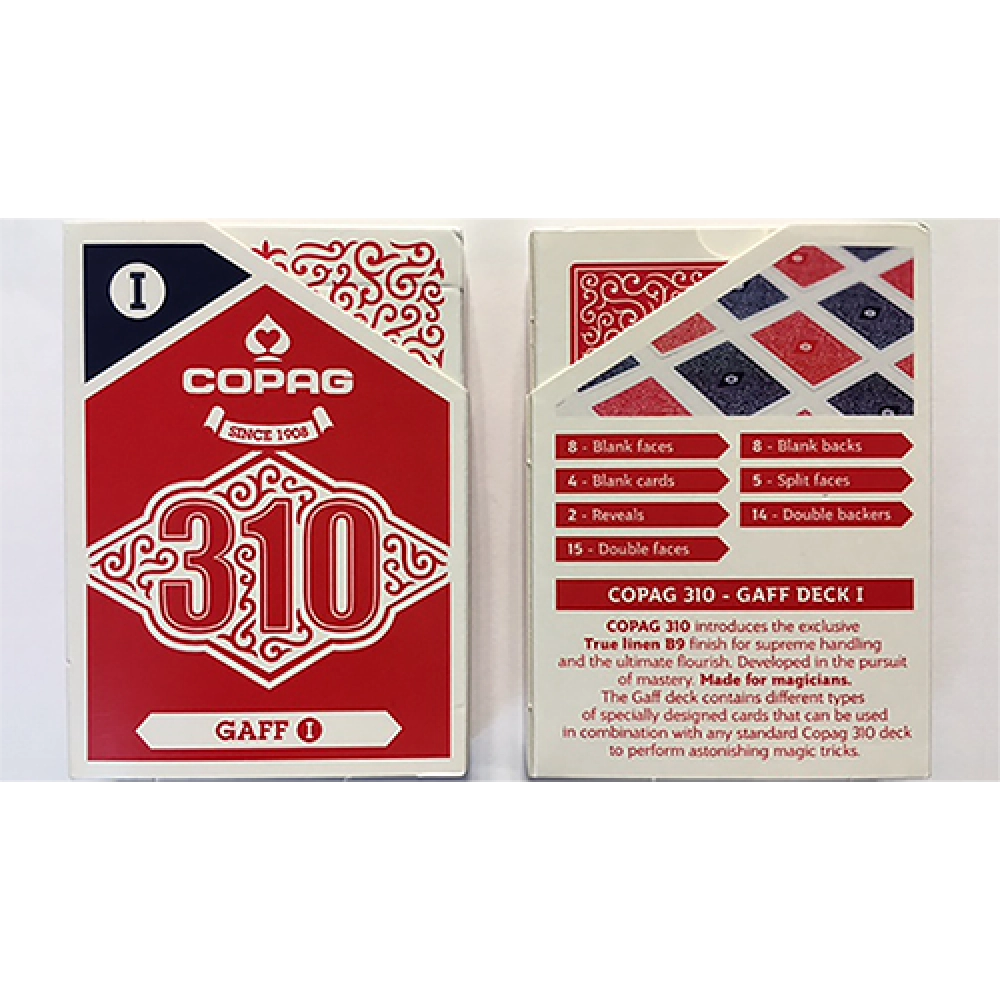 I
COPAG
SINCE 1908
310
GAFF I
8 - Blank faces
8 - Blank backs
4 - Blank cards
5 - Split faces
2 - Reveals
14 - Double backers
15 - Double faces
COPAG 310 - GAFF DECK I
COPAG 310 introduces the exclusive
True linen B9 finish for supreme handling
and the ultimate flourish. Developed in the pursuit
of mastery. Made for magicians.
The Gaff deck contains different types
of specially designed cards that can be used
in combination with any standard Copag 310 deck
to perform astonishing magic tricks.